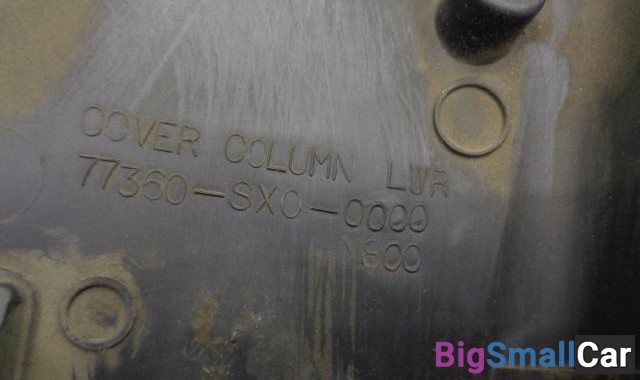 COVER COLUMN LWR
77360-SX0-0000
N800
BigSmallCar